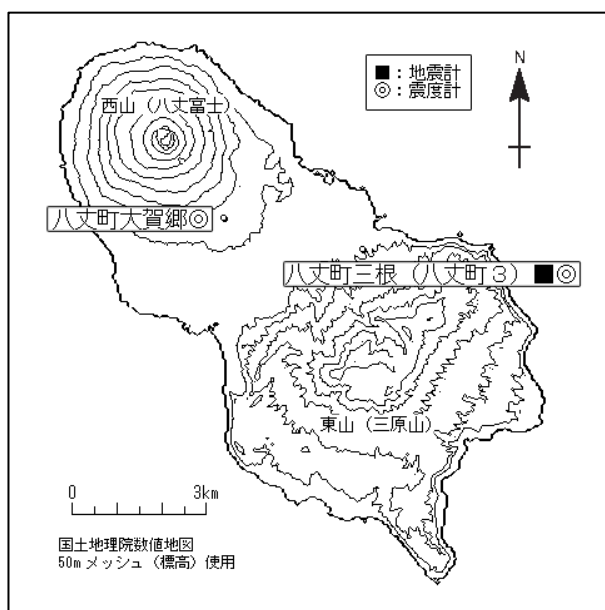 N
■：地震計
◎：震度計
西山（八丈富士）
八丈町大賀郷◎
八丈町三根（八丈町３）■◎
東山（三原山）
0 3km
国土地理院数値地図
50mメッシュ（標高）使用